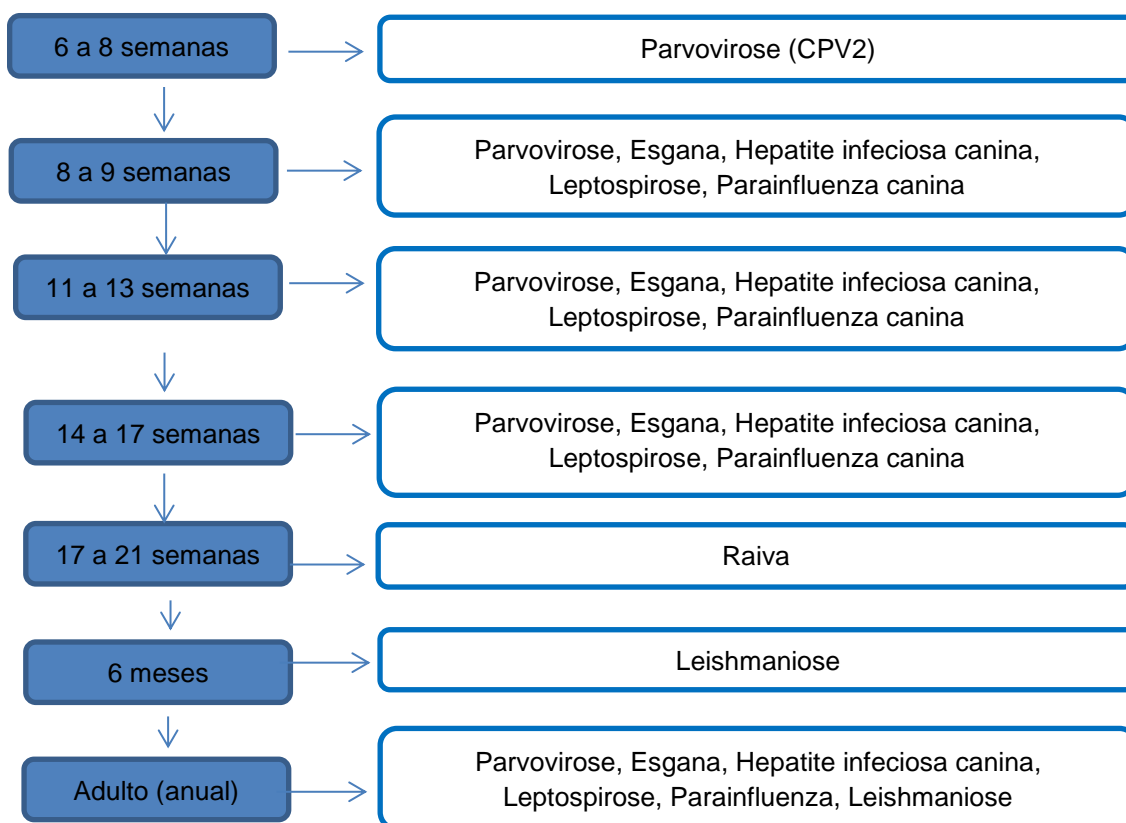 6 a 8 semanas
Parvovirose (CPV2)
8 a 9 semanas
Parvovirose, Esgana, Hepatite infeciosa canina,
Leptospirose, Parainfluenza canina
11 a 13 semanas
Parvovirose, Esgana, Hepatite infeciosa canina,
Leptospirose, Parainfluenza canina
14 a 17 semanas
Parvovirose, Esgana, Hepatite infeciosa canina,
Leptospirose, Parainfluenza canina
17 a 21 semanas
Raiva
6 meses
Leishmaniose
Adulto (anual)
Parvovirose, Esgana, Hepatite infeciosa canina,
Leptospirose, Parainfluenza, Leishmaniose